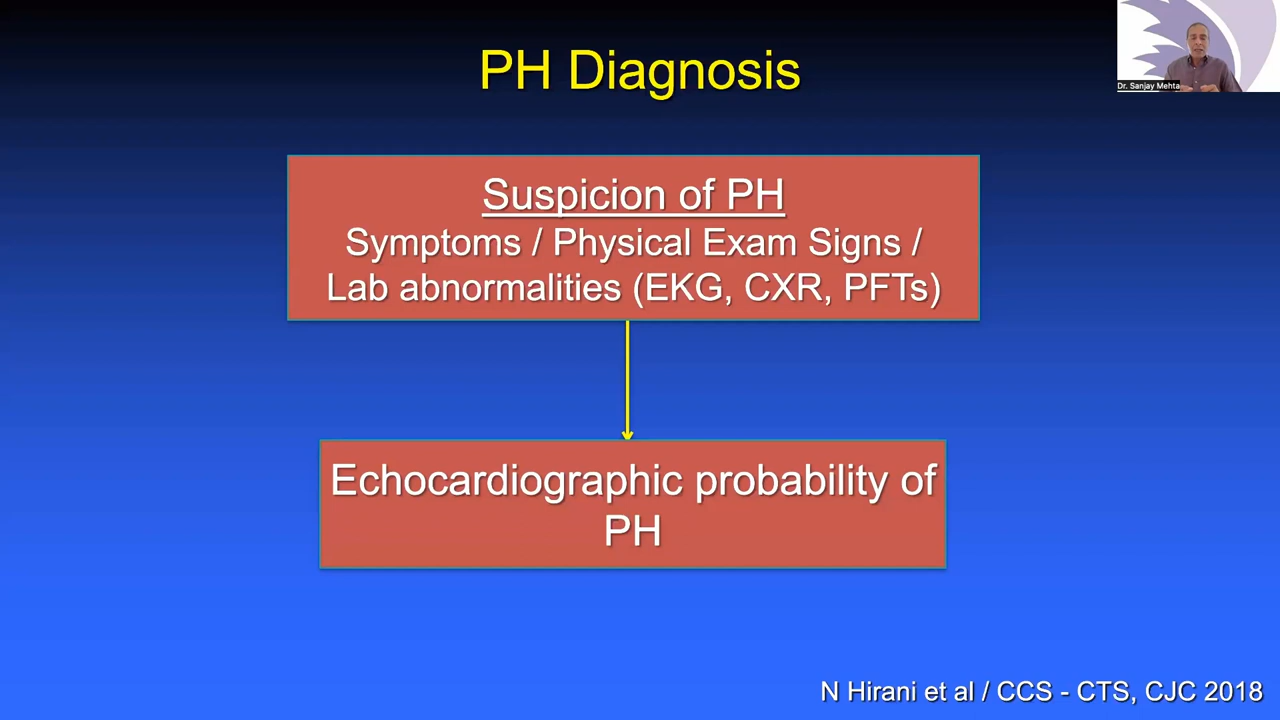 PH Diagnosis
Dr. Sanjay Mehta
Suspicion of PH
Symptoms / Physical Exam Signs /
Lab abnormalities (EKG, CXR, PFTs)
Echocardiographic probability of
PH
N Hirani et al / CCS - CTS, CJC 2018